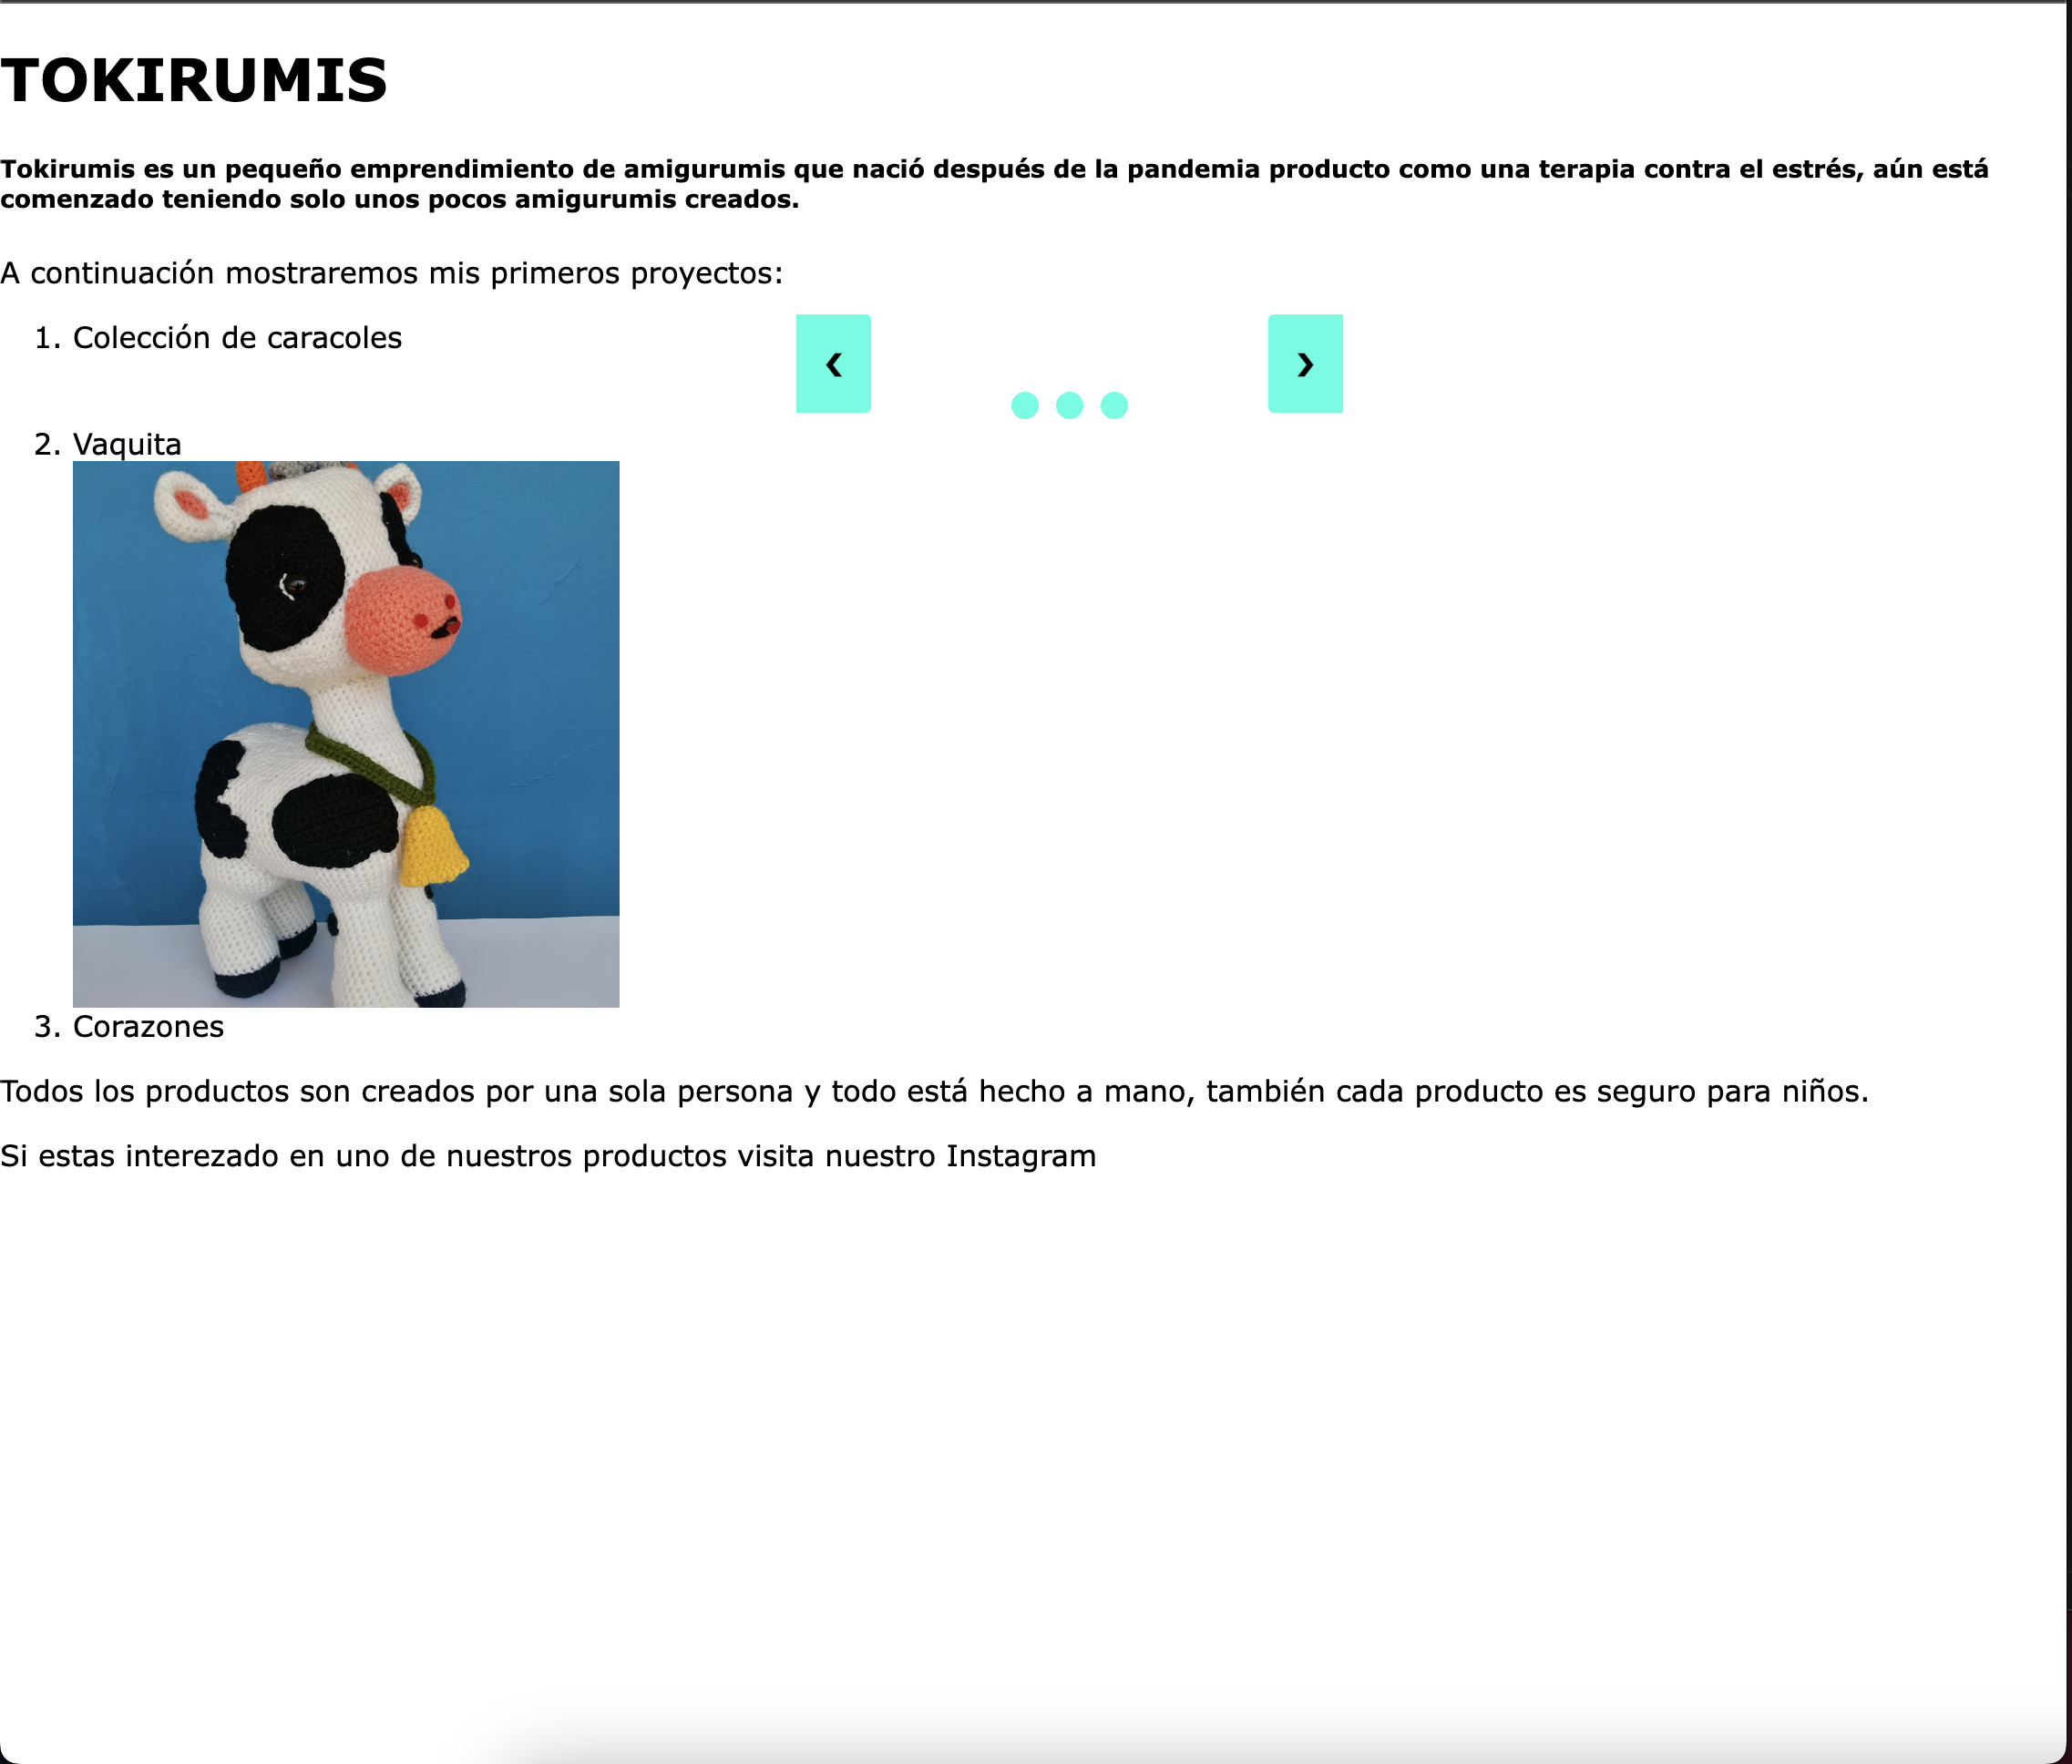 TOKIRUMIS
Tokirumis es un pequeño emprendimiento de amigurumis que nació después de la pandemia producto como una terapia contra el estrés, aún está
comenzado teniendo solo unos pocos amigurumis creados.
A continuación mostraremos mis primeros proyectos:
1. Colección de caracoles
❮ ❯
2. Vaquita
3. Corazones
Todos los productos son creados por una sola persona y todo está hecho a mano, también cada producto es seguro para niños.
Si estas interezado en uno de nuestros productos visita nuestro Instagram